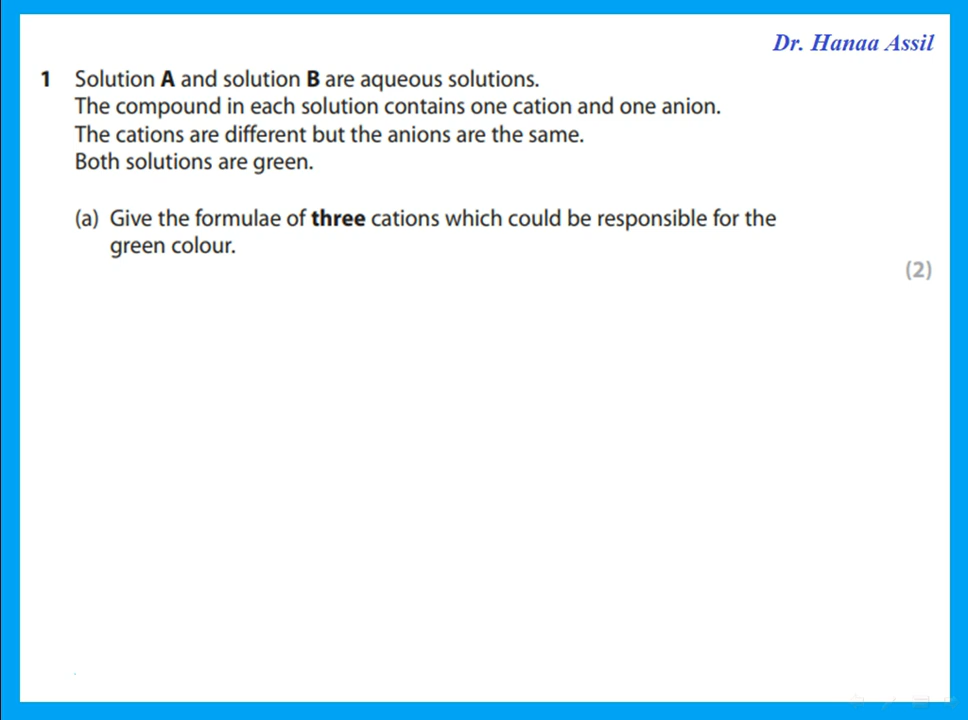 Dr. Hanaa Assil
1 Solution A and solution B are aqueous solutions.
The compound in each solution contains one cation and one anion.
The cations are different but the anions are the same.
Both solutions are green.
(a) Give the formulae of three cations which could be responsible for the
green colour.
(2)